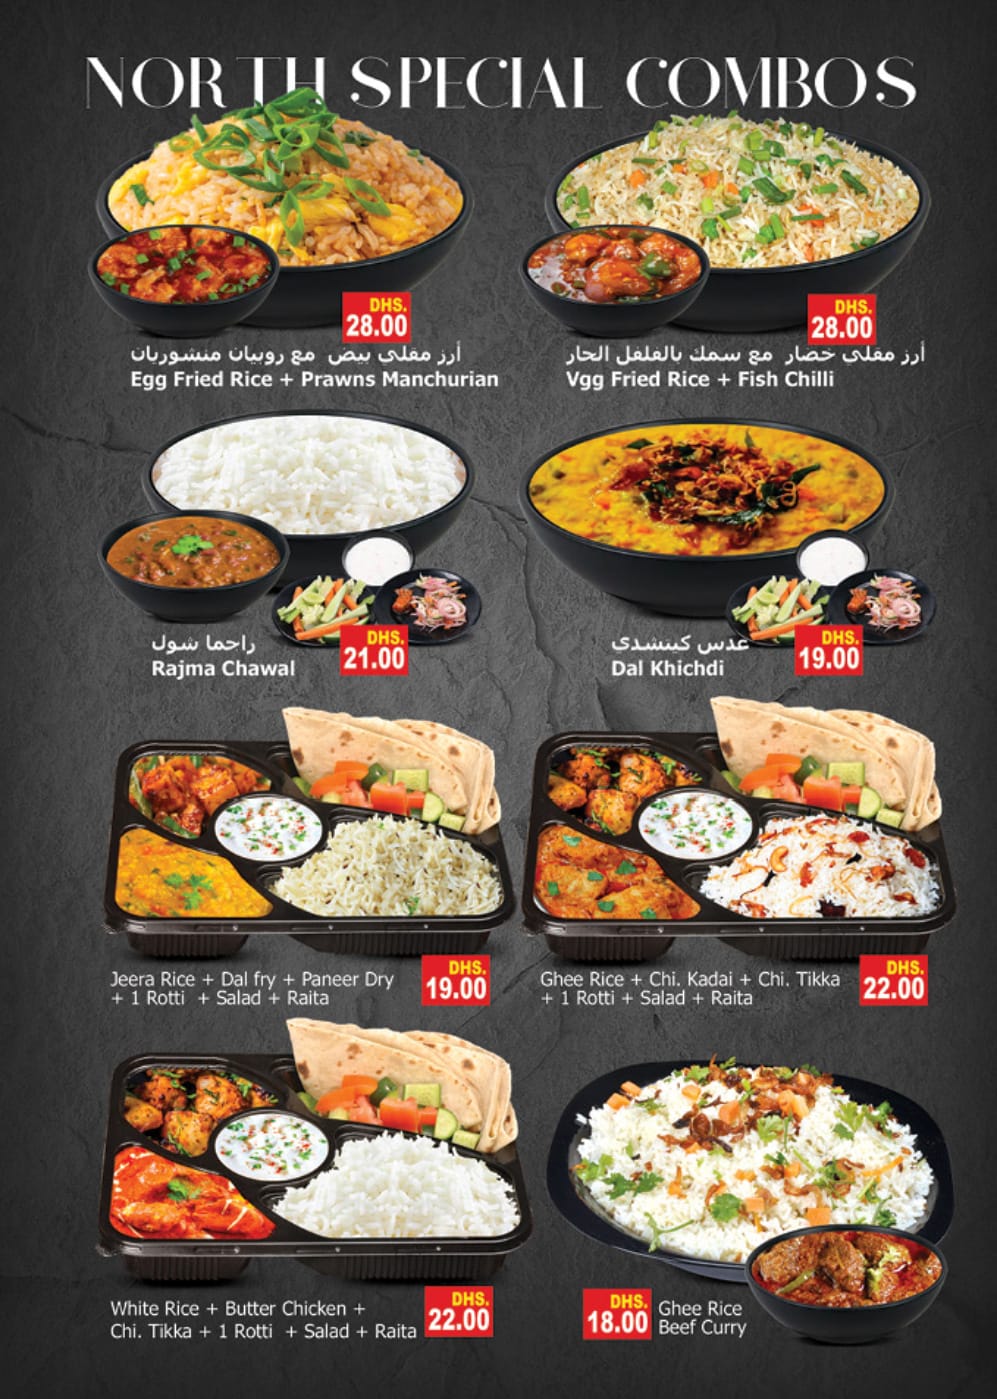 NORTH SPECIAL COMBOS
DHS.
28.00
أرز مقلي بيض مع روبيان منشوريان
Egg Fried Rice + Prawns Manchurian
DHS.
28.00
أرز مقلي خضار مع سمك بالفلفل الحار
Vgg Fried Rice + Fish Chilli
راجما شول
Rajma Chawal
DHS.
21.00
عدس كيتشدي
Dal Khichdi
DHS.
19.00
Jeera Rice + Dal fry + Paneer Dry
+ 1 Rotti + Salad + Raita
DHS.
19.00
Ghee Rice + Chi. Kadai + Chi. Tikka
+ 1 Rotti + Salad + Raita
DHS.
22.00
White Rice + Butter Chicken +
Chi. Tikka + 1 Rotti + Salad + Raita
DHS.
22.00
DHS.
18.00
Ghee Rice
Beef Curry